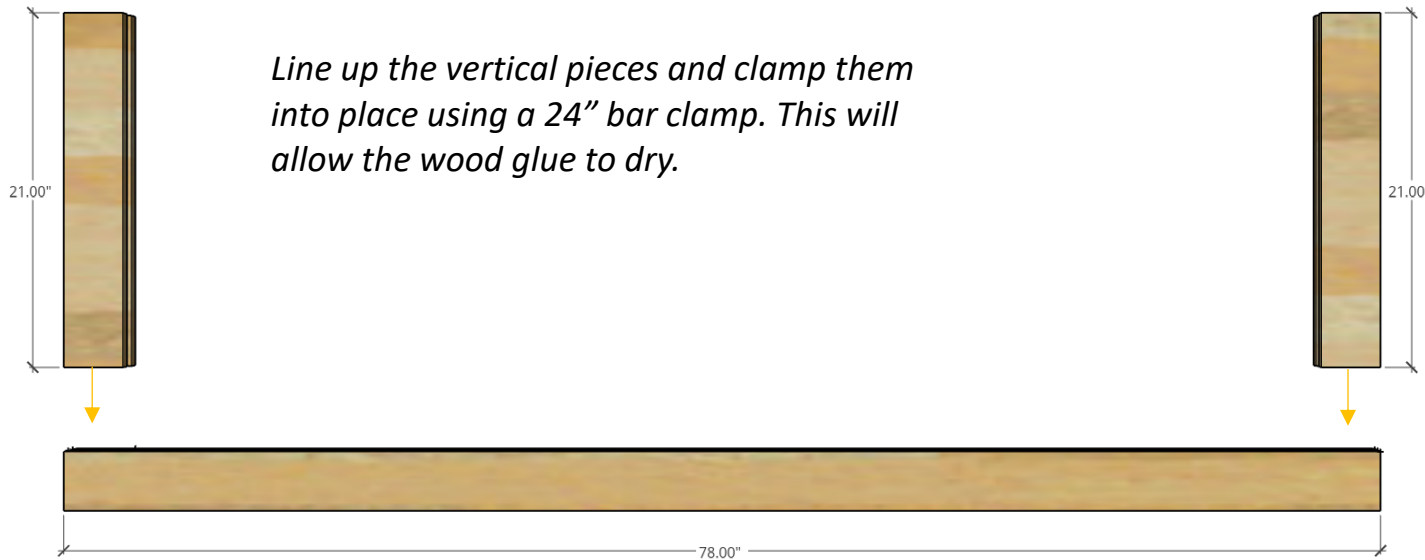 Line up the vertical pieces and clamp them
into place using a 24” bar clamp. This will
allow the wood glue to dry.
21.00"
21.00
78.00"